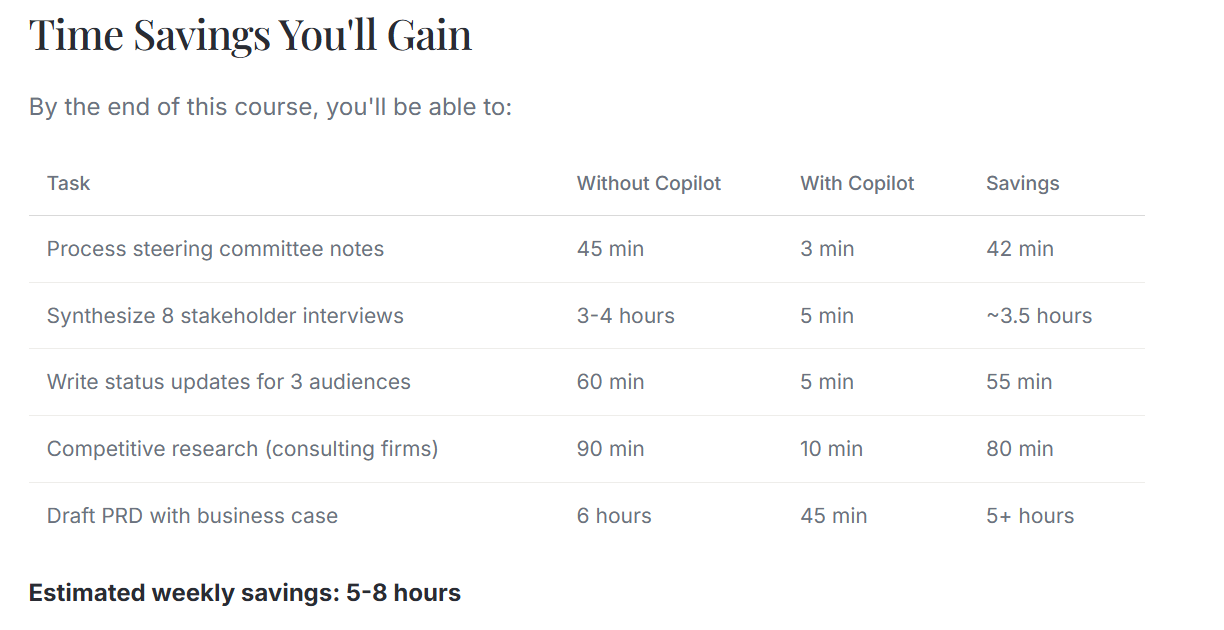 Time Savings You'll Gain
By the end of this course, you'll be able to:
Task Without Copilot With Copilot Savings
Process steering committee notes 45 min 3 min 42 min
Synthesize 8 stakeholder interviews 3-4 hours 5 min ~3.5 hours
Write status updates for 3 audiences 60 min 5 min 55 min
Competitive research (consulting firms) 90 min 10 min 80 min
Draft PRD with business case 6 hours 45 min 5+ hours
Estimated weekly savings: 5-8 hours